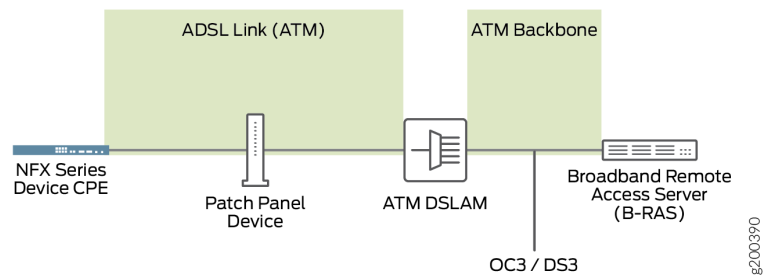 ADSL Link (ATM)
ATM Backbone
NFX Series
Device CPE
Patch Panel
Device
ATM DSLAM
Broadband Remote
Access Server
(B-RAS)
OC3 / DS3
g200390